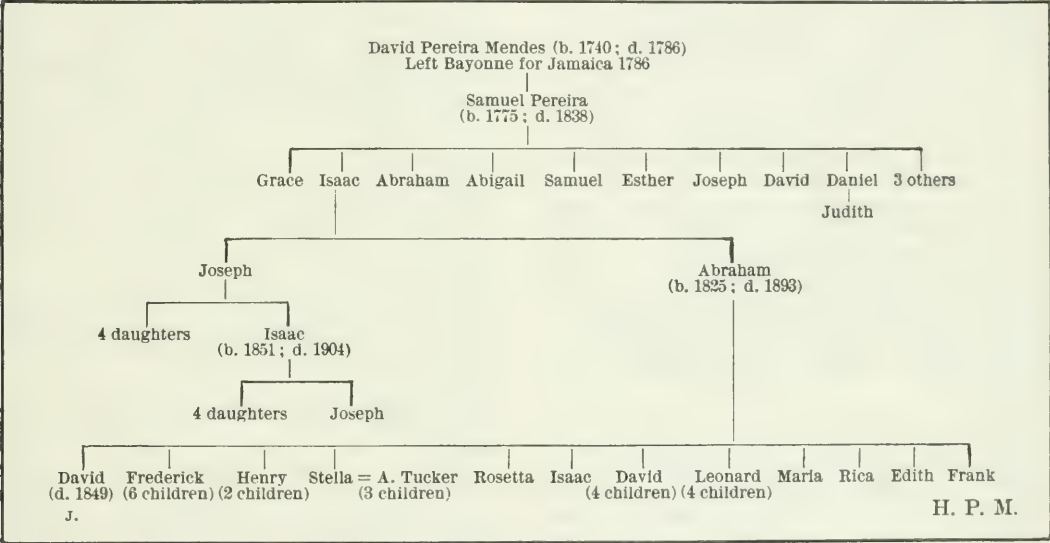 David Pereira Mendes (b. 1740; d. 1786)
Left Bayonne for Jamaica 1786
Samuel Pereira
(b. 1775; d. 1838)
Grace Isaac Abraham Abigail Samuel Esther Joseph David Daniel 3 others
Judith
Joseph Abraham
(b. 1825; d. 1893)
4 daughters Isaac
(b. 1851; d. 1904)
4 daughters Joseph
David Frederick Henry Stella = A. Tucker Rosetta Isaac David Leonard Maria Rica Edith Frank
(d. 1849) (6 children) (2 children) (3 children) (4 children) (4 children)
J. H. P. M.